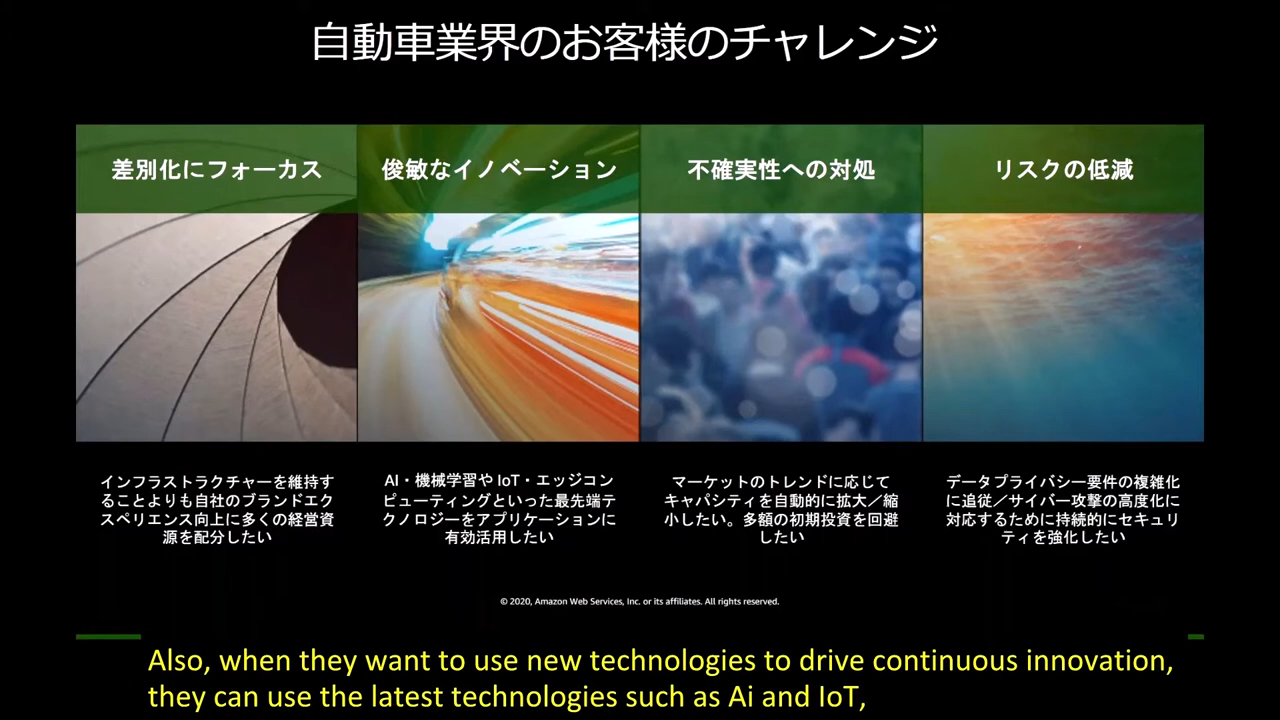 自動車業界のお客様のチャレンジ
差別化にフォーカス
俊敏なイノベーション
不確実性への対処
リスクの低減
インフラストラクチャーを維持す
ることよりも自社のブランドエク
スペリエンス向上に多くの経営資
源を配分したい
AI・機械学習や IoT・エッジコン
ピューティングといった最先端テ
クノロジーをアプリケーションに
有効活用したい
マーケットのトレンドに応じて
キャパシティを自動的に拡大／縮
小したい。多額の初期投資を回避
したい
データプライバシー要件の複雑化
に追従／サイバー攻撃の高度化に
対応するために持続的にセキュリ
ティを強化したい
© 2020, Amazon Web Services, Inc. or its affiliates. All rights reserved.
Also, when they want to use new technologies to drive continuous innovation,
they can use the latest technologies such as Ai and IoT,